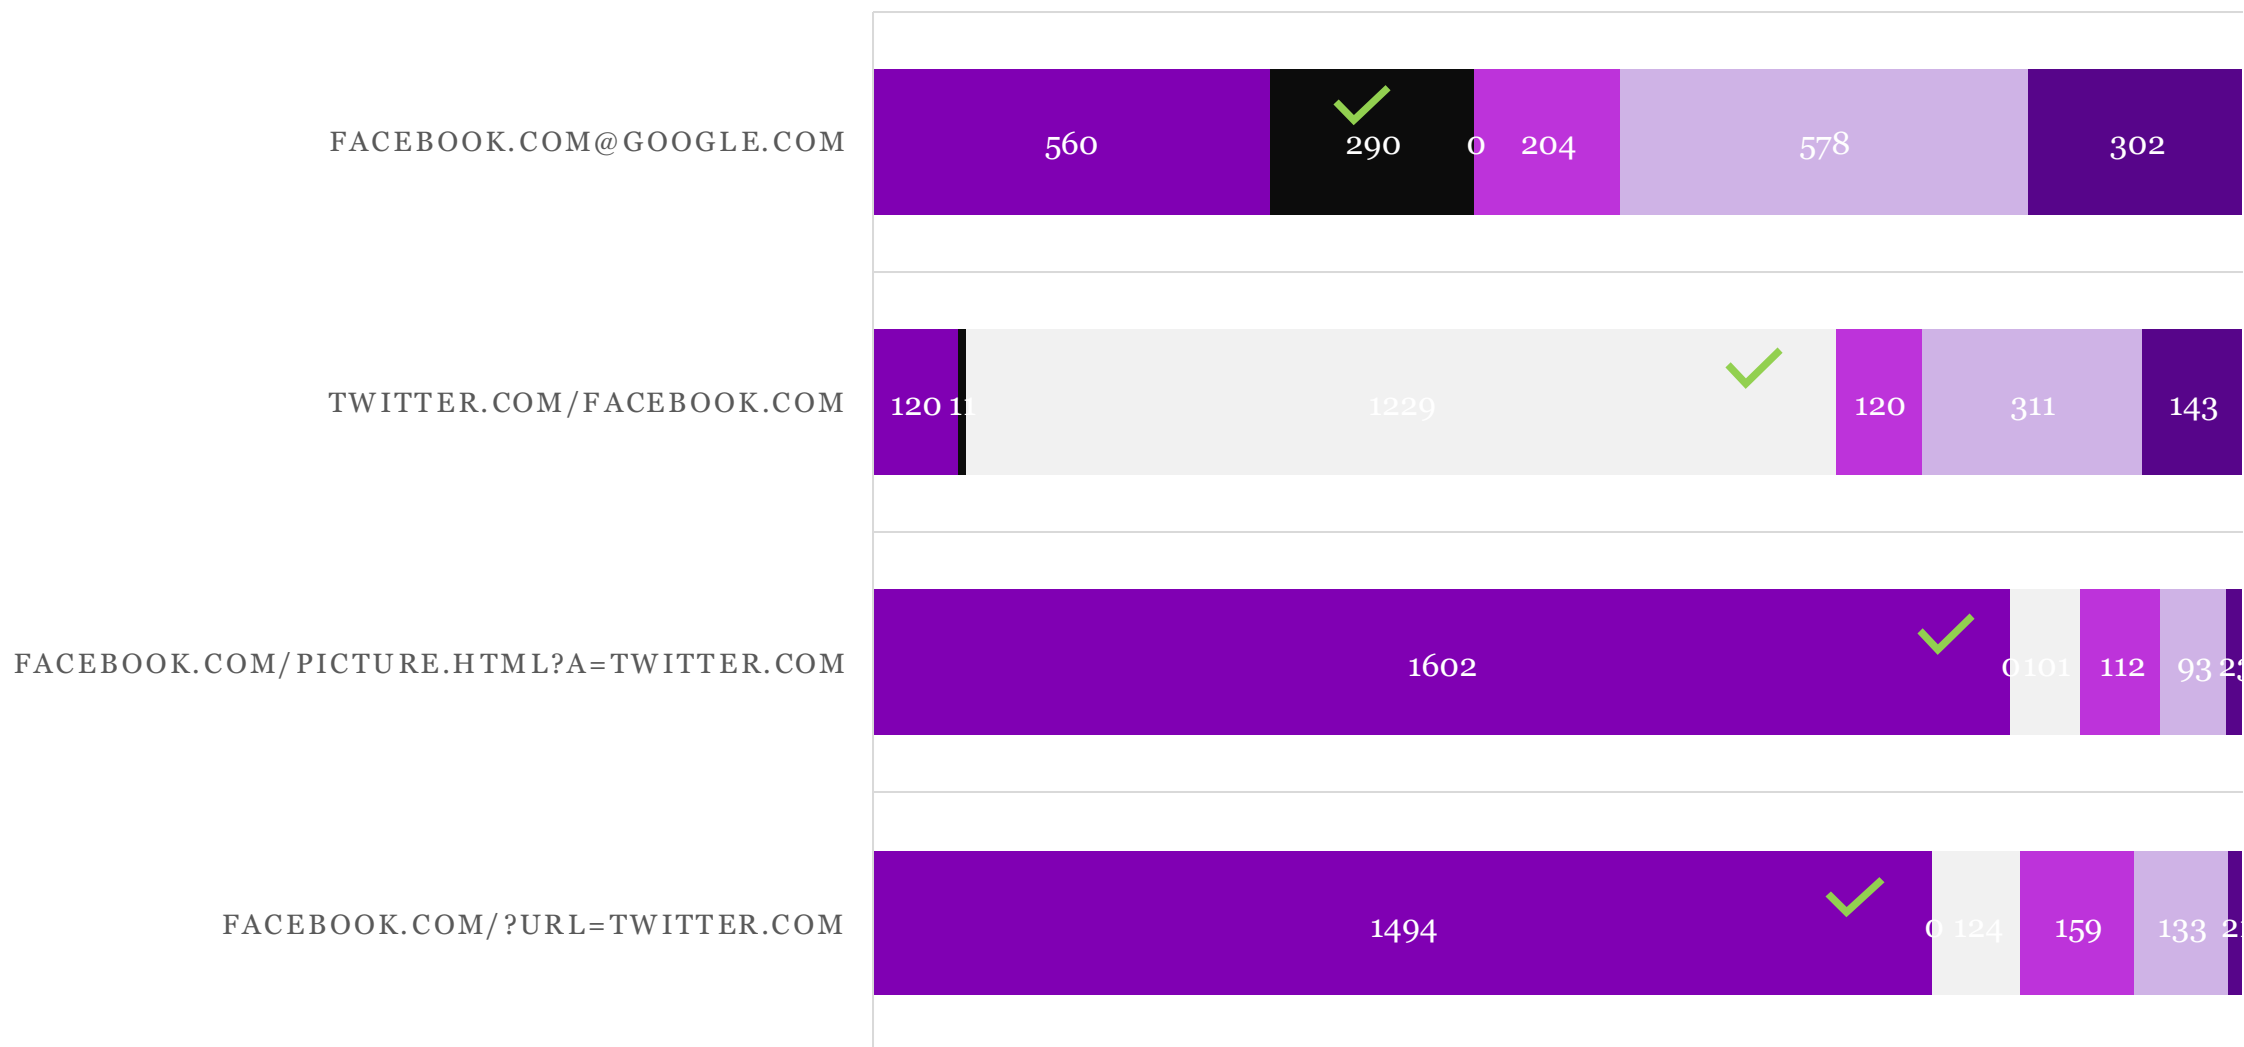 FACEBOOK.COM@GOOGLE.COM 560 290 0 204 578 302
TWITTER.COM/FACEBOOK.COM 120 11 1229 120 311 143
FACEBOOK.COM/PICTURE.HTML?A=TWITTER.COM 1602 0 101 112 93
FACEBOOK.COM/?URL=TWITTER.COM 1494 0 124 159 133